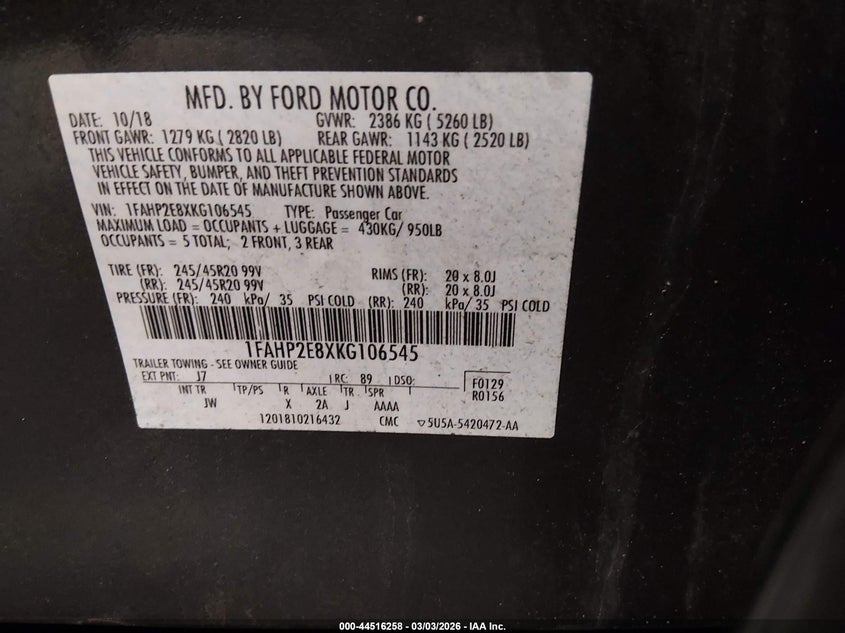 MFD. BY FORD MOTOR CO.
DATE: 10/18 GVWR: 2386 KG ( 5260 LB)
FRONT GAWR: 1279 KG ( 2820 LB) REAR GAWR: 1143 KG ( 2520 LB)
THIS VEHICLE CONFORMS TO ALL APPLICABLE FEDERAL MOTOR
VEHICLE SAFETY, BUMPER, AND THEFT PREVENTION STANDARDS
IN EFFECT ON THE DATE OF MANUFACTURE SHOWN ABOVE.
VIN: 1FAHP2E8XKG106545 TYPE: Passenger Car
MAXIMUM LOAD = OCCUPANTS + LUGGAGE = 430KG/ 950LB
OCCUPANTS = 5 TOTAL; 2 FRONT, 3 REAR
TIRE (FR): 245/45R20 99V RIMS (FR): 20 x 8.0J
(RR): 245/45R20 99V (RR): 20 x 8.0J
PRESSURE (FR): 240 kPa/ 35 PSI COLD (RR): 240 kPa/ 35 PSI COLD
1FAHP2E8XKG106545
TRAILER TOWING - SEE OWNER GUIDE
EXT PNT: J7 RC: 89 DSO: F0129
INT TR TP/PS R AXLE TR SPR R0156
JW X 2A J AAAA
1201810216432 CMC ▽5U5A-5420472-AA
000-44516258 - 03/03/2026 - IAA Inc.